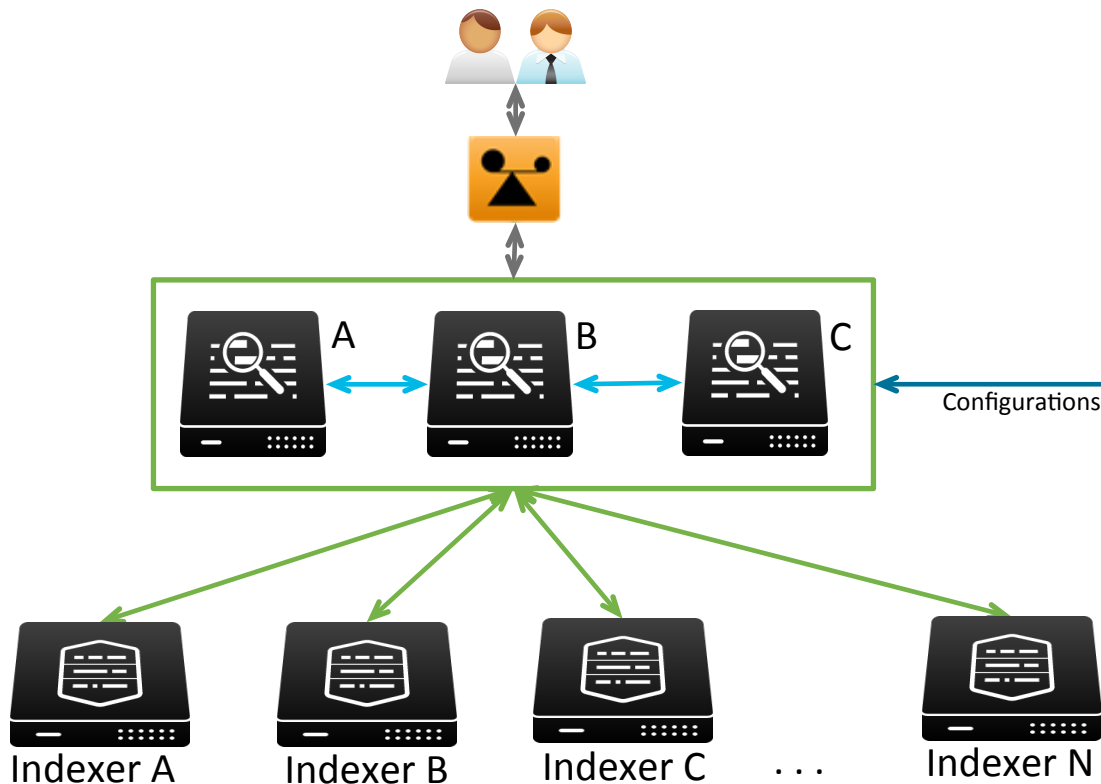 A
B
C
Configurations
Indexer A
Indexer B
Indexer C
. . .
Indexer N